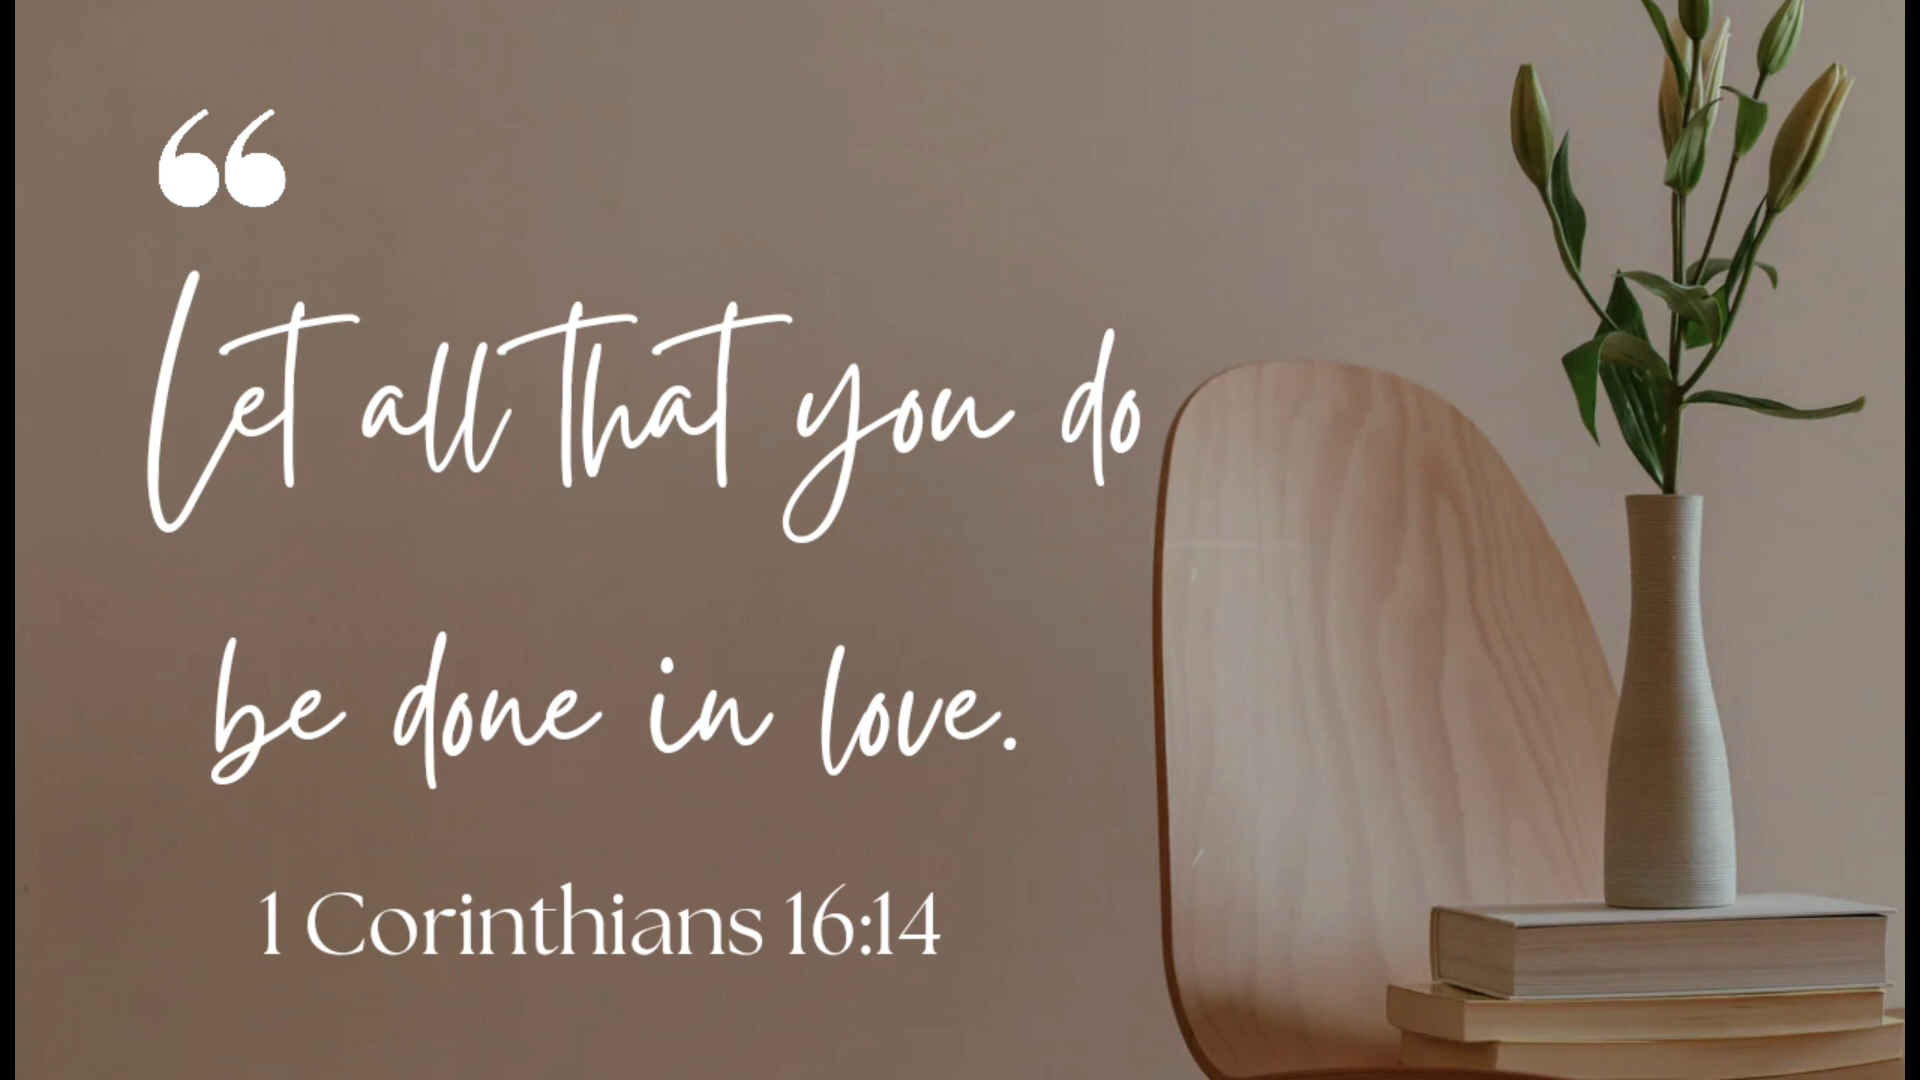 “
Let all that you do
be done in love.
1 Corinthians 16:14